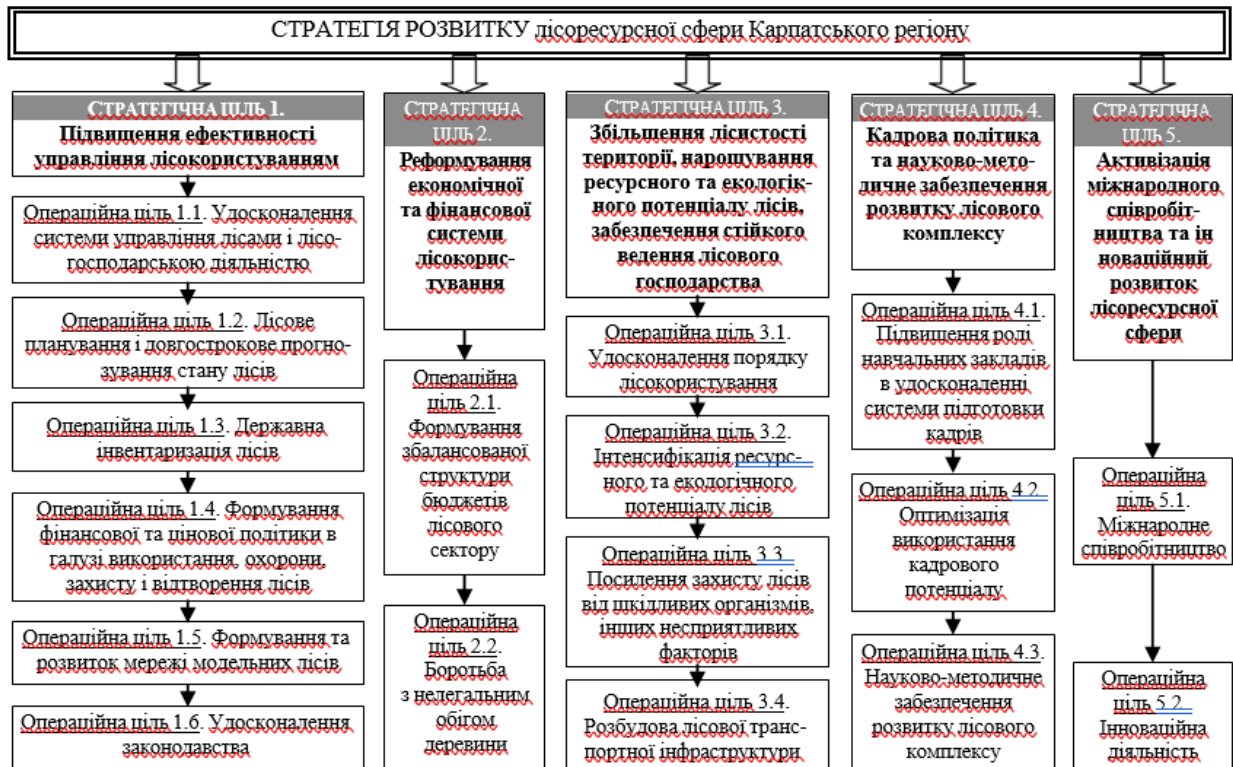 СТРАТЕГІЯ РОЗВИТКУ лісоресурсної сфери Карпатського регіону
СТРАТЕГІЧНА ЦІЛЬ 1.
Підвищення ефективності
управління лісокористуванням
Операційна ціль 1.1. Удосконалення
системи управління лісами і лісо-
господарською діяльністю
Операційна ціль 1.2. Лісове
планування і довгострокове прогно-
зування стану лісів
Операційна ціль 1.3. Державна
інвентаризація лісів
Операційна ціль 1.4. Формування
фінансової та цінової політики в
галузі використання, охорони,
захисту і відтворення лісів
Операційна ціль 1.5. Формування та
розвиток мережі модельних лісів
Операційна ціль 1.6. Удосконалення
законодавства
СТРАТЕГІЧНА
ЦІЛЬ 2.
Реформування
економічної
та фінансової
системи
лісокорис-
тування
Операційна
ціль 2.1.
Формування
збалансованої
структури
бюджетів
лісового
сектору
Операційна
ціль 2.2.
Боротьба
з нелегальним
обігом
деревини
СТРАТЕГІЧНА ЦІЛЬ 3.
Збільшення лісистості
території, нарощування
ресурсного та екологік-
ного потенціалу лісів,
забезпечення стійкого
ведення лісового
господарства
Операційна ціль 3.1.
Удосконалення порядку
лісокористування
Операційна ціль 3.2.
Інтенсифікація ресурс-
ного та екологічного
потенціалу лісів
Операційна ціль 3.3.
Посилення захисту лісів
від шкідливих організмів,
інших несприятливих
факторів
Операційна ціль 3.4.
Розбудова лісової транс-
портної інфраструктури
СТРАТЕГІЧНА ЦІЛЬ 4.
Кадрова політика
та науково-мето-
дичне забезпечення
розвитку лісового
комплексу
Операційна ціль 4.1.
Підвищення ролі
навчальних закладів
в удосконаленні
системи підготовки
кадрів
Операційна ціль 4.2.
Оптимізація
використання
кадрового
потенціалу
Операційна ціль 4.3.
Науково-методичне
забезпечення
розвитку лісового
комплексу
СТРАТЕГІЧНА
ЦІЛЬ 5.
Активізація
міжнародного
співробіт-
ництва та ін
новаційний
розвиток
лісоресурсної
сфери
Операційна
ціль 5.1.
Міжнародне
співробітництво
Операційна
ціль 5.2.
Інноваційна
діяльність